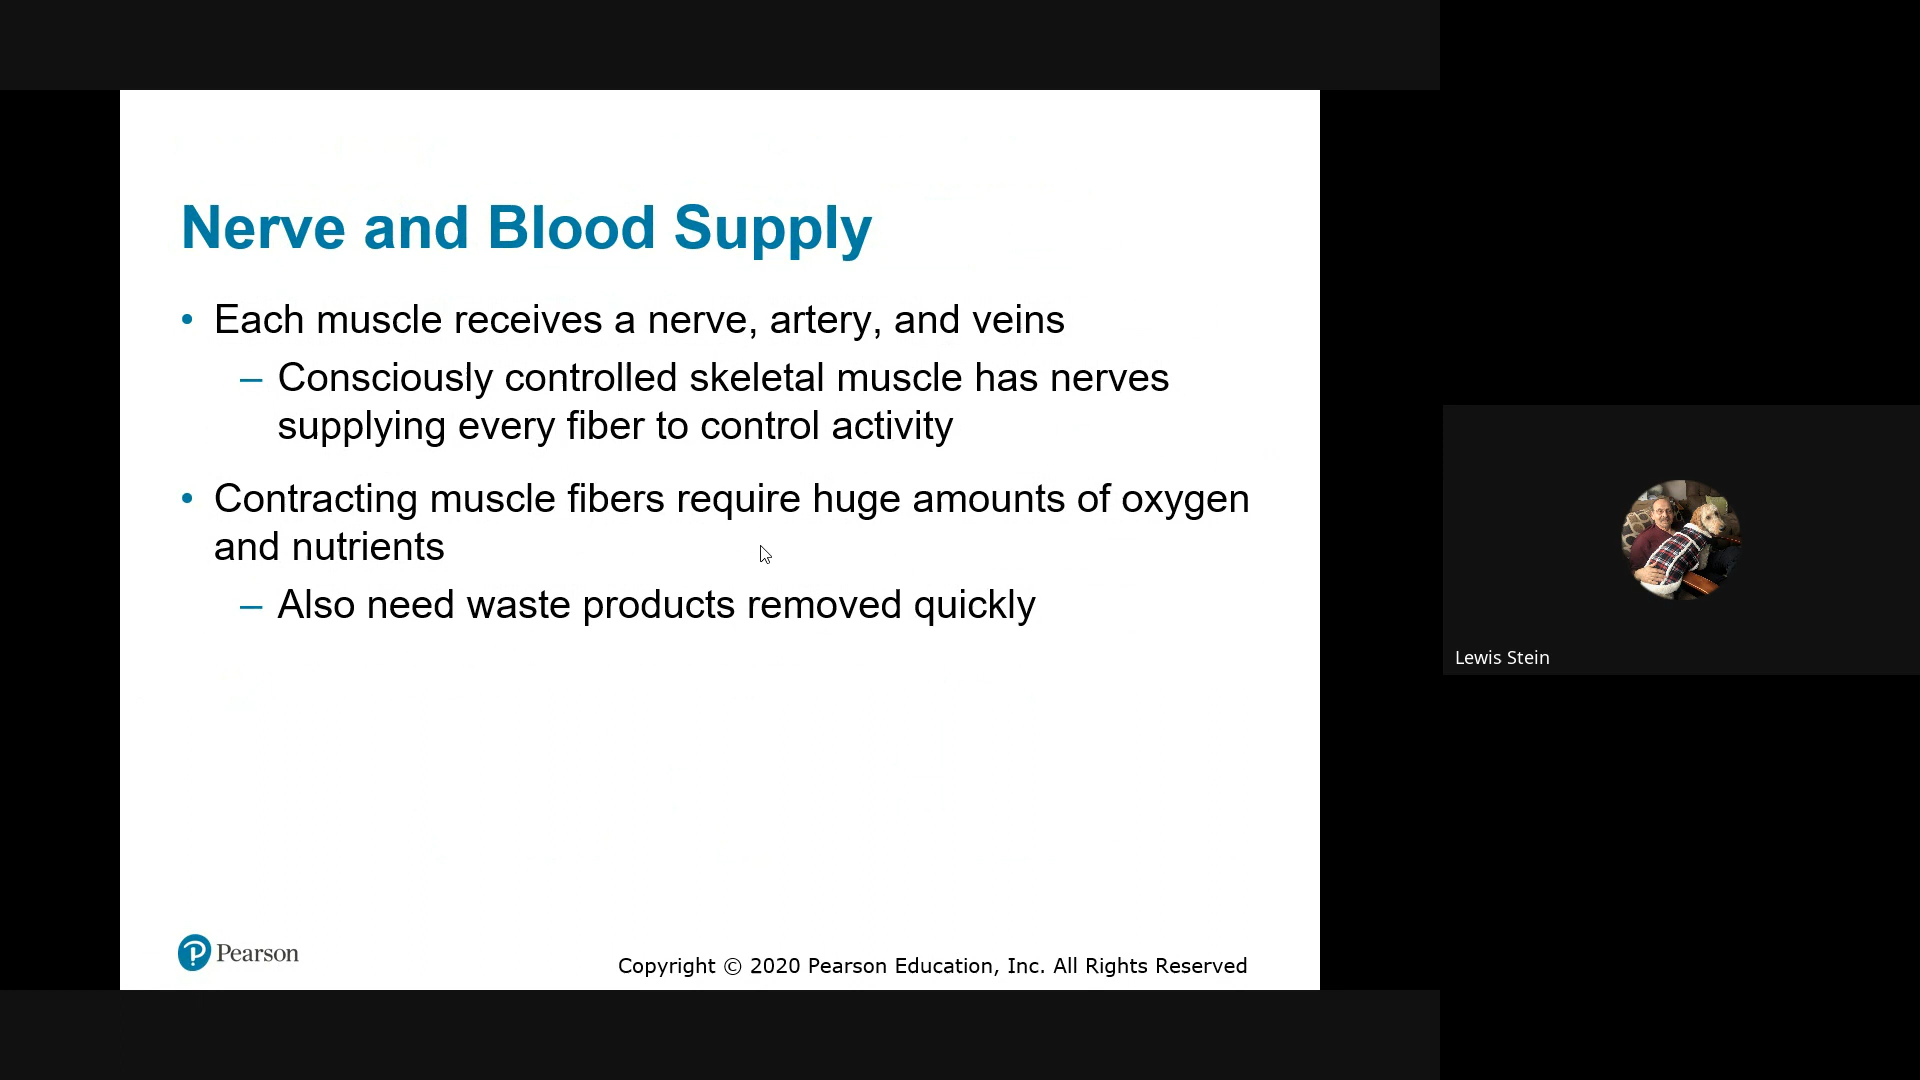 Nerve and Blood Supply
• Each muscle receives a nerve, artery, and veins
– Consciously controlled skeletal muscle has nerves
supplying every fiber to control activity
• Contracting muscle fibers require huge amounts of oxygen
and nutrients
– Also need waste products removed quickly
Lewis Stein
Pearson
Copyright © 2020 Pearson Education, Inc. All Rights Reserved